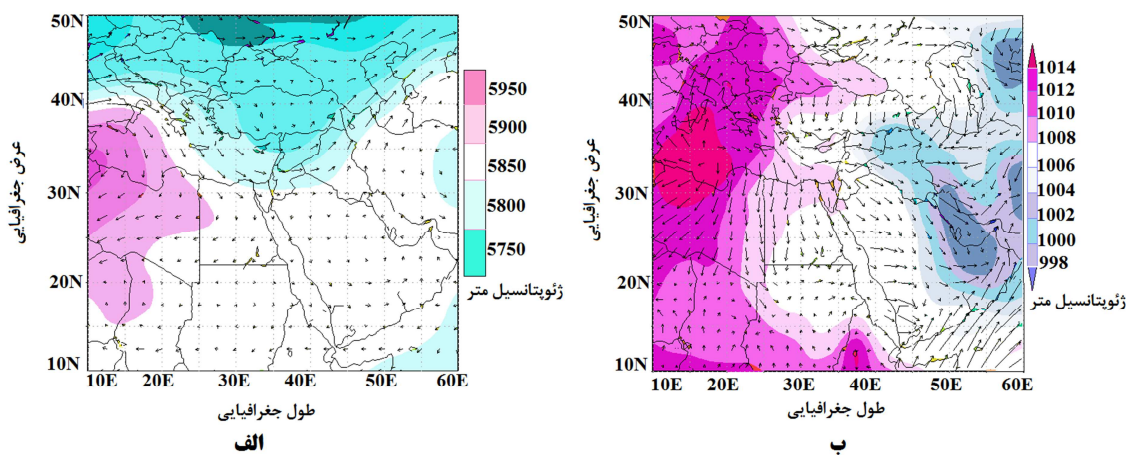 50N
40N
30N
20N
10N
عرض جغرافیایی
10E 20E 30E 40E 50E 60E
طول جغرافیایی
5950
5900
5850
5800
5750
ژئوپتانسیل متر
الف
50N
40N
30N
20N
10N
عرض جغرافیایی
10E 20E 30E 40E 50E 60E
طول جغرافیایی
1014
1012
1010
1008
1006
1004
1002
1000
998
ژئوپتانسیل متر
ب